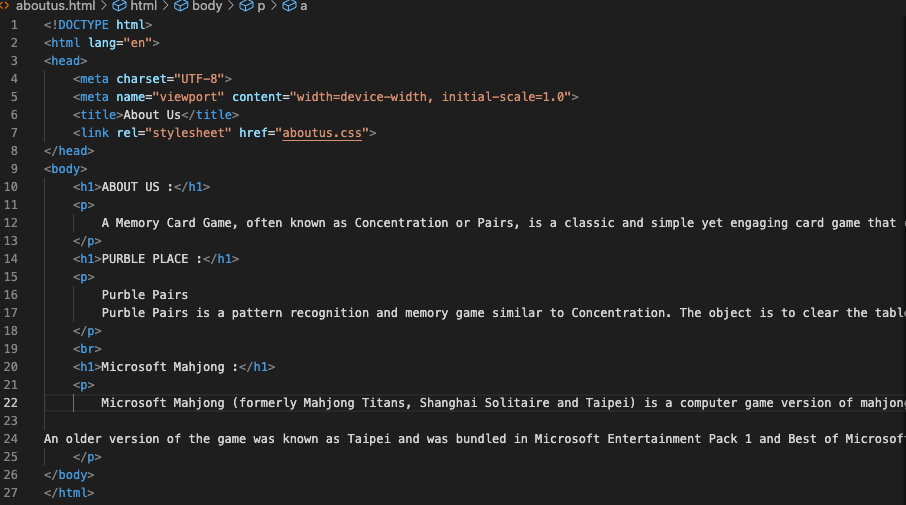 aboutus.html > html > body > p > a
1 <!DOCTYPE html>
2 <html lang="en">
3 <head>
4 <meta charset="UTF-8">
5 <meta name="viewport" content="width=device-width, initial-scale=1.0">
6 <title>About Us</title>
7 <link rel="stylesheet" href="aboutus.css">
8 </head>
9 <body>
10 <h1>ABOUT US :</h1>
11 <p>
12 A Memory Card Game, often known as Concentration or Pairs, is a classic and simple yet engaging card game that
13 </p>
14 <h1>PURBLE PLACE :</h1>
15 <p>
16 Purble Pairs
17 Purble Pairs is a pattern recognition and memory game similar to Concentration. The object is to clear the tabl
18 </p>
19 <br>
20 <h1>Microsoft Mahjong :</h1>
21 <p>
22 Microsoft Mahjong (formerly Mahjong Titans, Shanghai Solitaire and Taipei) is a computer game version of mahjong
23
24 An older version of the game was known as Taipei and was bundled in Microsoft Entertainment Pack 1 and Best of Microsof
25 </p>
26 </body>
27 </html>